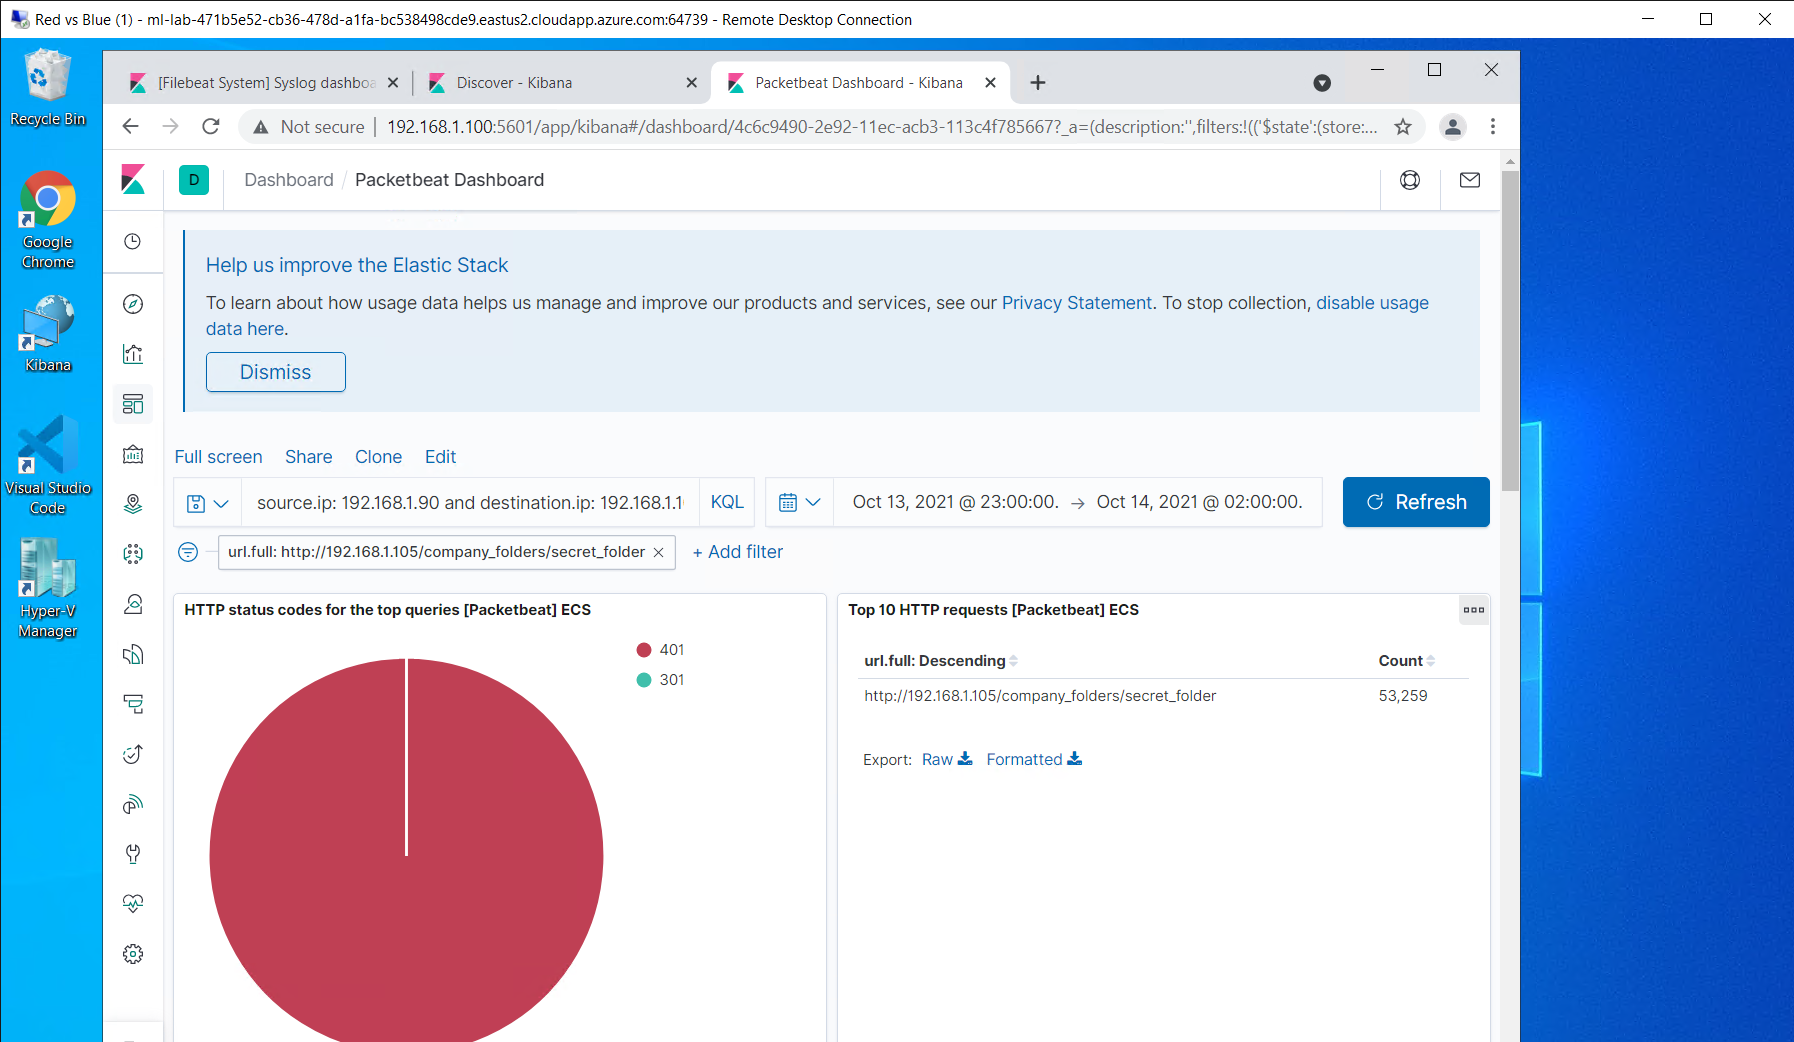 Red vs Blue (1) - ml-lab-471b5e52-cb36-478d-a1fa-bc538498cde9.eastus2.cloudapp.azure.com:64739 - Remote Desktop Connection
Recycle Bin
Google
Chrome
Kibana
Visual Studio
Code
Hyper-V
Manager
[Filebeat System] Syslog dashboa
Discover - Kibana
Packetbeat Dashboard - Kibana
Not secure
192.168.1.100:5601/app/kibana#/dashboard/4c6c9490-2e92-11ec-acb3-113c4f785667?_a=(description:'',filters:!(('$state':(store:...
D
Dashboard / Packetbeat Dashboard
Help us improve the Elastic Stack
To learn about how usage data helps us manage and improve our products and services, see our Privacy Statement. To stop collection, disable usage
data here.
Dismiss
Full screen Share Clone Edit
source.ip: 192.168.1.90 and destination.ip: 192.168.1.1
KQL
Oct 13, 2021 @ 23:00:00. → Oct 14, 2021 @ 02:00:00.
Refresh
url.full: http://192.168.1.105/company_folders/secret_folder
+ Add filter
HTTP status codes for the top queries [Packetbeat] ECS
401
301
Top 10 HTTP requests [Packetbeat] ECS
url.full: Descending Count
http://192.168.1.105/company_folders/secret_folder 53,259
Export: Raw Formatted